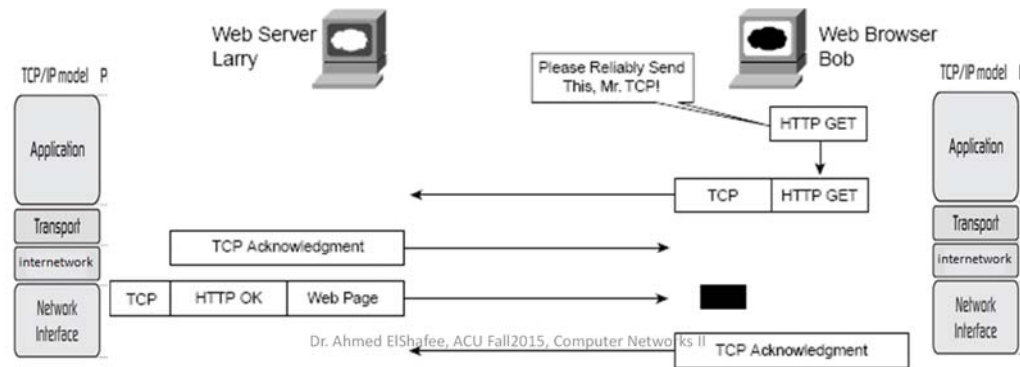 Web Server
Larry
Web Browser
Bob
TCP/IP model P
Please Reliably Send
This, Mr. TCP!
TCP/IP model
HTTP GET
Application
Application
TCP HTTP GET
Transport
Transport
TCP Acknowledgment
internetwork
internetwork
TCP HTTP OK Web Page
Network
Interface
Network
Interface
Dr. Ahmed ElShafee, ACU Fall2015, Computer Networks II
TCP Acknowledgment